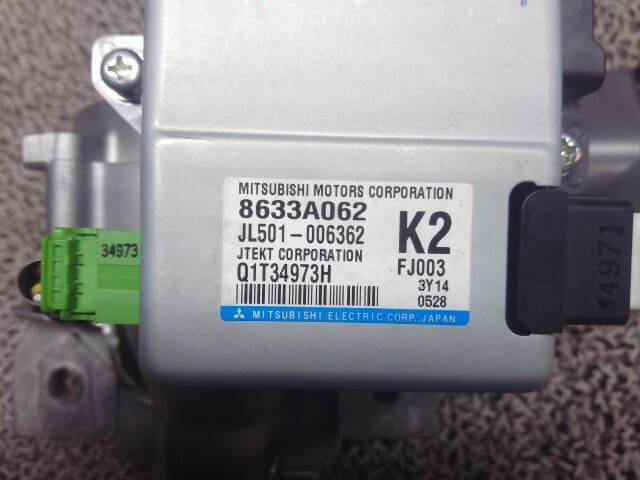 MITSUBISHI MOTORS CORPORATION
8633A062
JL501-006362
K2
JTEKT CORPORATION
FJ003
Q1T34973H
3Y14
0528
MITSUBISHI ELECTRIC CORP., JAPAN
34973
34971